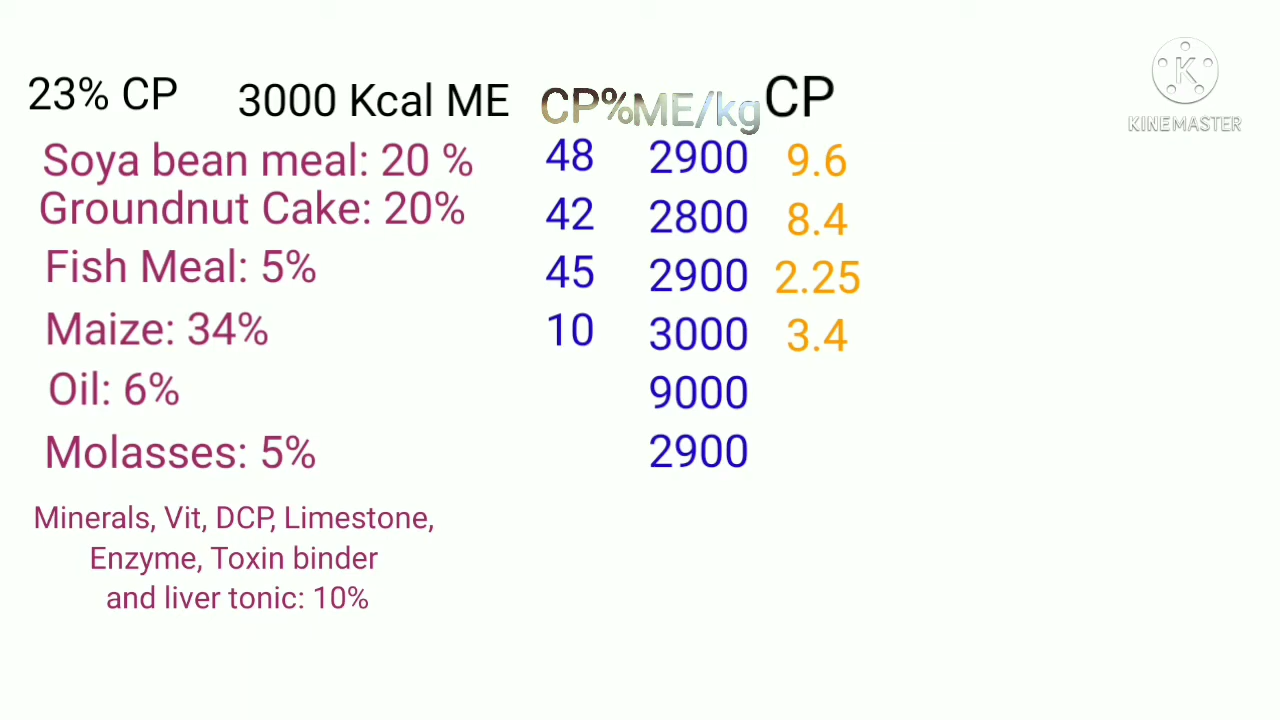 23% CP 3000 Kcal ME CP% ME/kg CP
Soya bean meal: 20 % 48 2900 9.6
Groundnut Cake: 20% 42 2800 8.4
Fish Meal: 5% 45 2900 2.25
Maize: 34% 10 3000 3.4
Oil: 6% 9000
Molasses: 5% 2900
Minerals, Vit, DCP, Limestone,
Enzyme, Toxin binder
and liver tonic: 10%
K
KINEMASTER